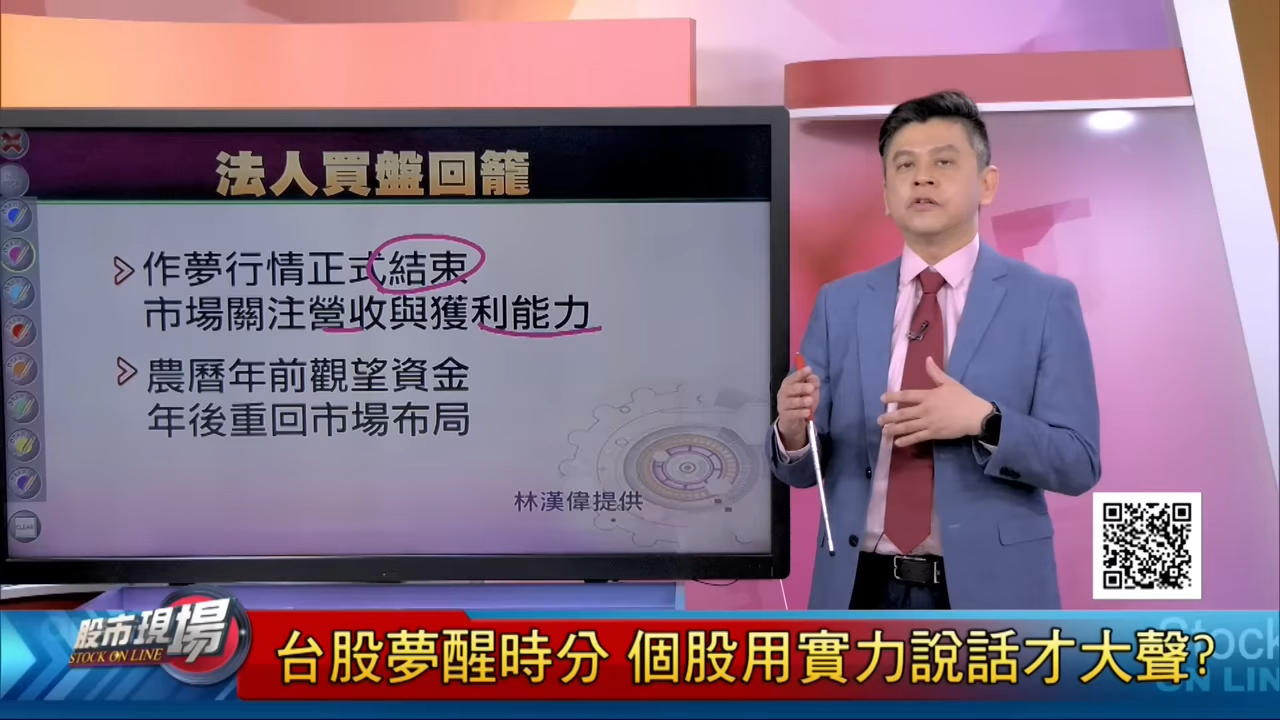 法人買盤回籠
作夢行情正式結束
市場關注營收與獲利能力
農曆年前觀望資金
年後重回市場布局
林漢偉提供
CLEAR
股市現場
STOCK ON LINE
台股夢醒時分 個股用實力說話才大聲?
Stock
ON LIN